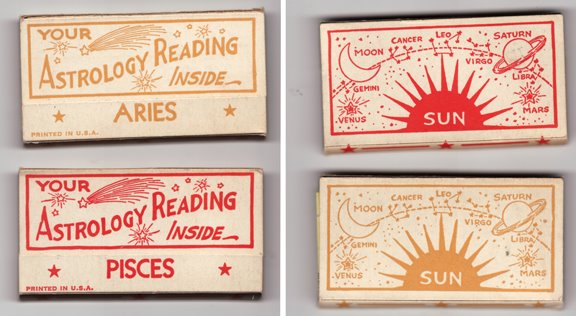 YOUR
ASTROLOGY READING
INSIDE
ARIES
PRINTED IN U.S.A.
YOUR
ASTROLOGY READING
INSIDE
PISCES
PRINTED IN U.S.A.
MOON CANCER LEO SATURN
VIRGO
GEMINI LIBRA
VENUS MARS
SUN
MOON CANCER LEO SATURN
VIRGO
GEMINI LIBRA
VENUS MARS
SUN